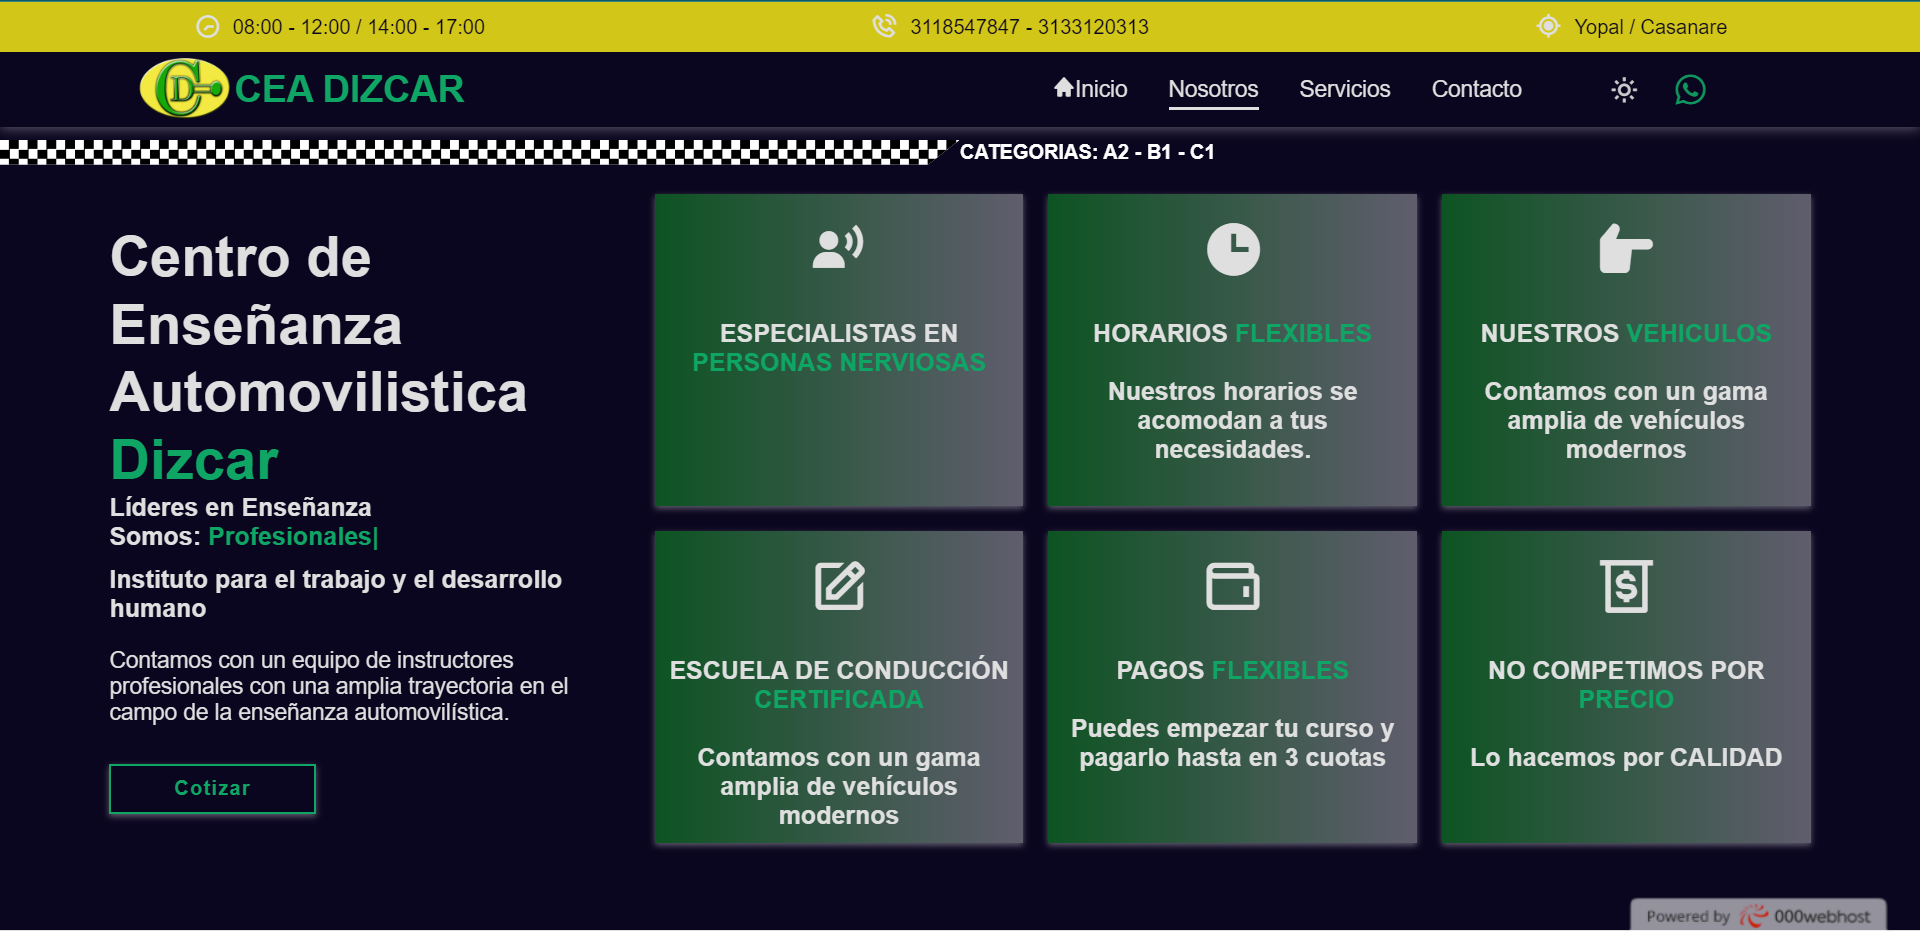 08:00 - 12:00 / 14:00 - 17:00
3118547847 - 3133120313
Yopal / Casanare
CD
CEA DIZCAR
Inicio
Nosotros
Servicios
Contacto
CATEGORIAS: A2 - B1 - C1
Centro de
Enseñanza
Automovilistica
Dizcar
Líderes en Enseñanza
Somos: Profesionales|
Instituto para el trabajo y el desarrollo
humano
Contamos con un equipo de instructores
profesionales con una amplia trayectoria en el
campo de la enseñanza automovilística.
Cotizar
ESPECIALISTAS EN
PERSONAS NERVIOSAS
HORARIOS FLEXIBLES
Nuestros horarios se
acomodan a tus
necesidades.
NUESTROS VEHICULOS
Contamos con un gama
amplia de vehículos
modernos
ESCUELA DE CONDUCCIÓN
CERTIFICADA
Contamos con un gama
amplia de vehículos
modernos
PAGOS FLEXIBLES
Puedes empezar tu curso y
pagarlo hasta en 3 cuotas
NO COMPETIMOS POR
PRECIO
Lo hacemos por CALIDAD
Powered by 000webhost